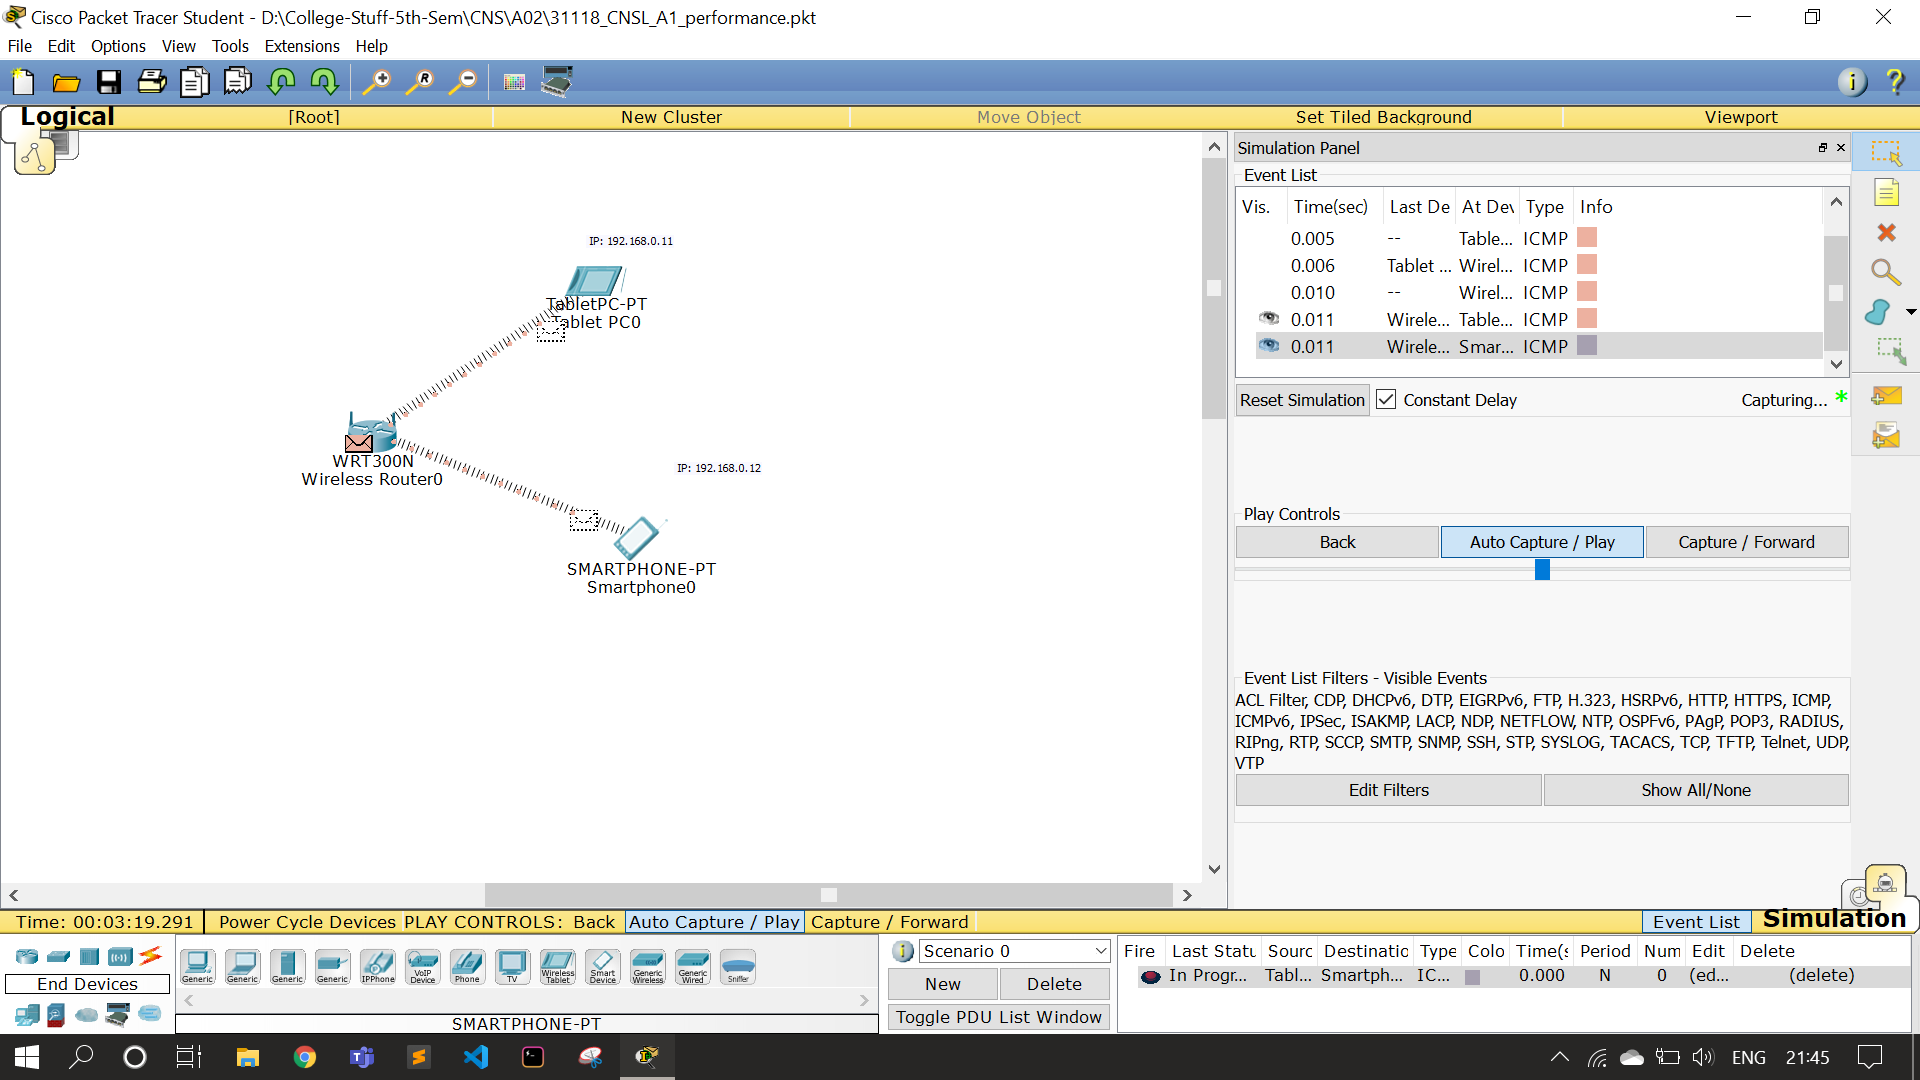 Cisco Packet Tracer Student - D:\College-Stuff-5th-Sem\CNS\A02\31118_CNSL_A1_performance.pkt
File Edit Options View Tools Extensions Help
R
i ?
Logical [Root] New Cluster Move Object Set Tiled Background Viewport
IP: 192.168.0.11
TabletPC-PT
Tablet PC0
WRT300N
Wireless Router0
IP: 192.168.0.12
SMARTPHONE-PT
Smartphone0
Simulation Panel
Event List
Vis. Time(sec) Last De At Dev Type Info
0.005 -- Table... ICMP
0.006 Tablet ... Wirel... ICMP
0.010 -- Wirel... ICMP
0.011 Wirele... Table... ICMP
0.011 Wirele... Smar... ICMP
Reset Simulation Constant Delay Capturing... *
Play Controls
Back Auto Capture / Play Capture / Forward
Event List Filters - Visible Events
ACL Filter, CDP, DHCPv6, DTP, EIGRPv6, FTP, H.323, HSRPv6, HTTP, HTTPS, ICMP,
ICMPv6, IPSec, ISAKMP, LACP, NDP, NETFLOW, NTP, OSPFv6, PAgP, POP3, RADIUS,
RIPng, RTP, SCCP, SMTP, SNMP, SSH, STP, SYSLOG, TACACS, TCP, TFTP, Telnet, UDP,
VTP
Edit Filters Show All/None
Time: 00:03:19.291 Power Cycle Devices PLAY CONTROLS: Back Auto Capture / Play Capture / Forward Event List Simulation
End Devices
Generic Generic Generic Generic IPPhone VoIP Device Phone TV Wireless Tablet Smart Device Generic Wireless Generic Wired Sniffer
SMARTPHONE-PT
i Scenario 0
New Delete
Toggle PDU List Window
Fire Last Statu Sourc Destinatio Type Colo Time(s Period Num Edit Delete
In Progr... Tabl... Smartph... IC... 0.000 N 0 (ed... (delete)
ENG 21:45